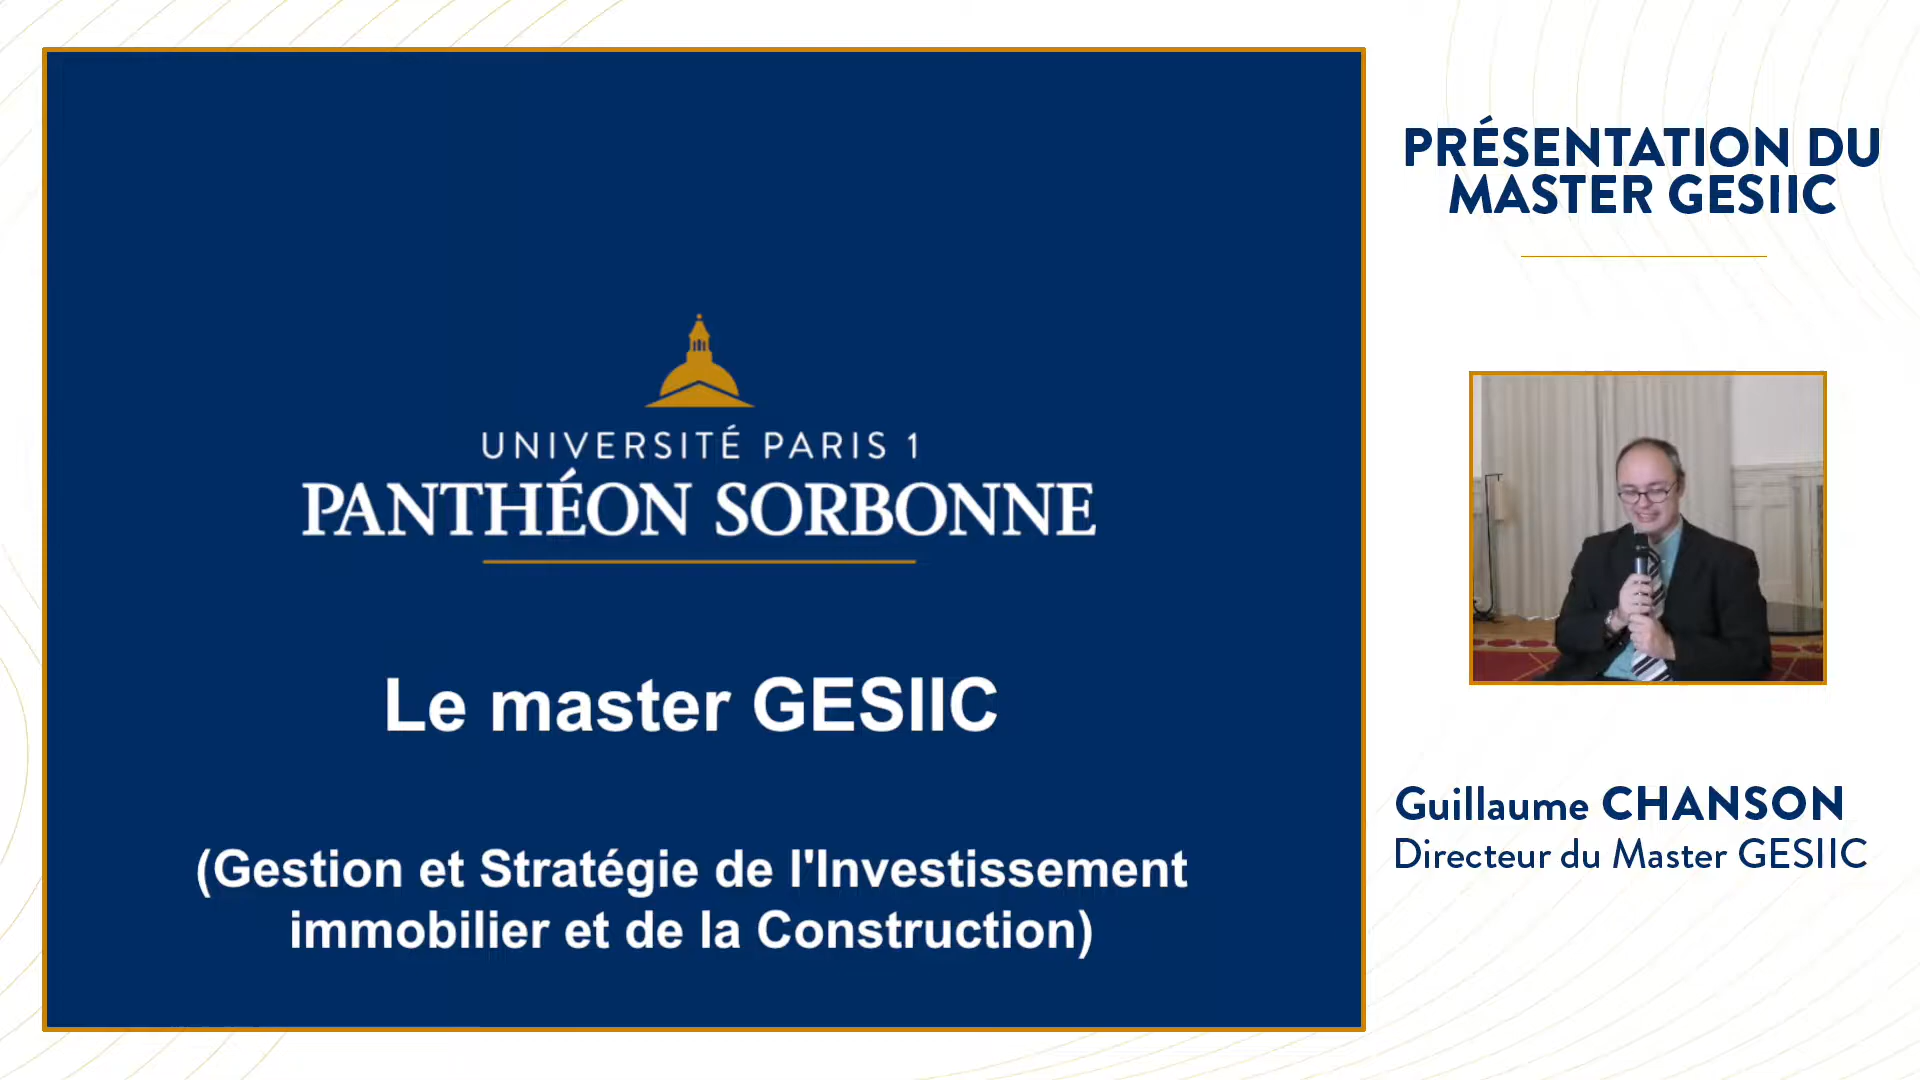 UNIVERSITÉ PARIS 1
PANTHÉON SORBONNE
Le master GESIIC
(Gestion et Stratégie de l'Investissement
immobilier et de la Construction)
PRÉSENTATION DU
MASTER GESIIC
Guillaume CHANSON
Directeur du Master GESIIC